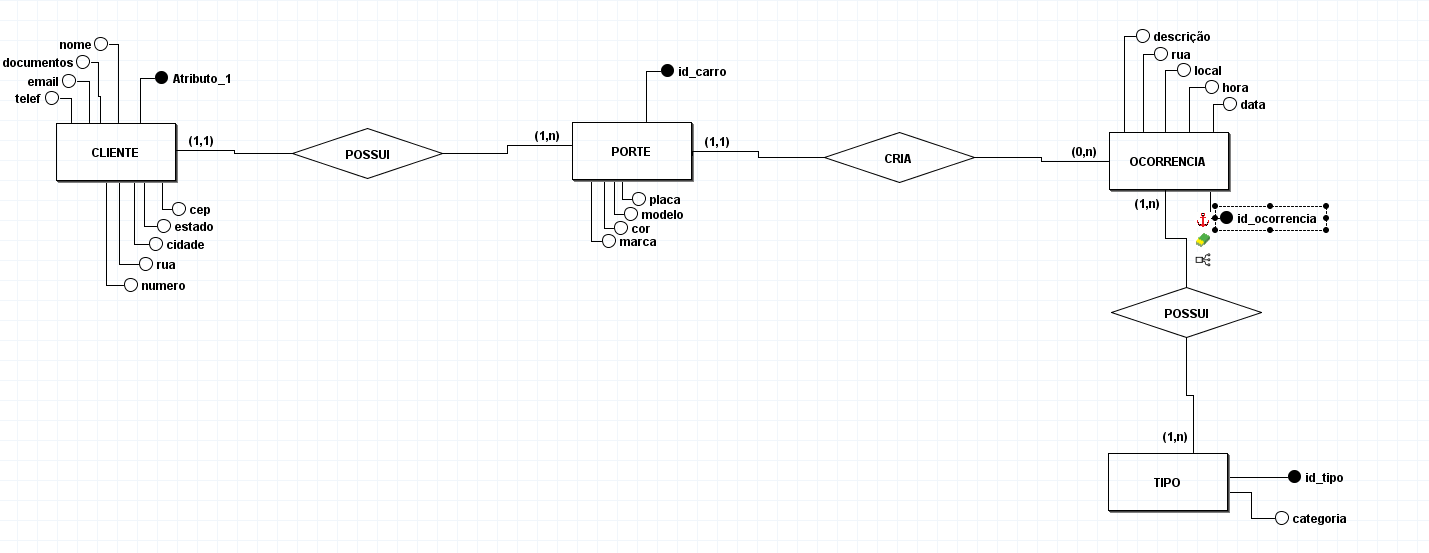 nome
documentos
email
telef
Atributo_1
CLIENTE
(1,1)
POSSUI
(1,n)
cep
estado
cidade
rua
numero
id_carro
PORTE
(1,1)
placa
modelo
cor
marca
CRIA
(0,n)
descrição
rua
local
hora
data
OCORRENCIA
(1,n)
id_ocorrencia
POSSUI
(1,n)
TIPO
id_tipo
categoria